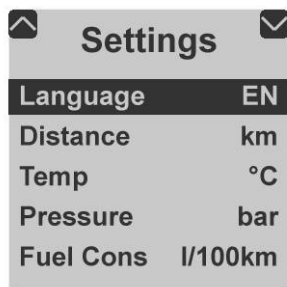 Settings
Language EN
Distance km
Temp °C
Pressure bar
Fuel Cons l/100km